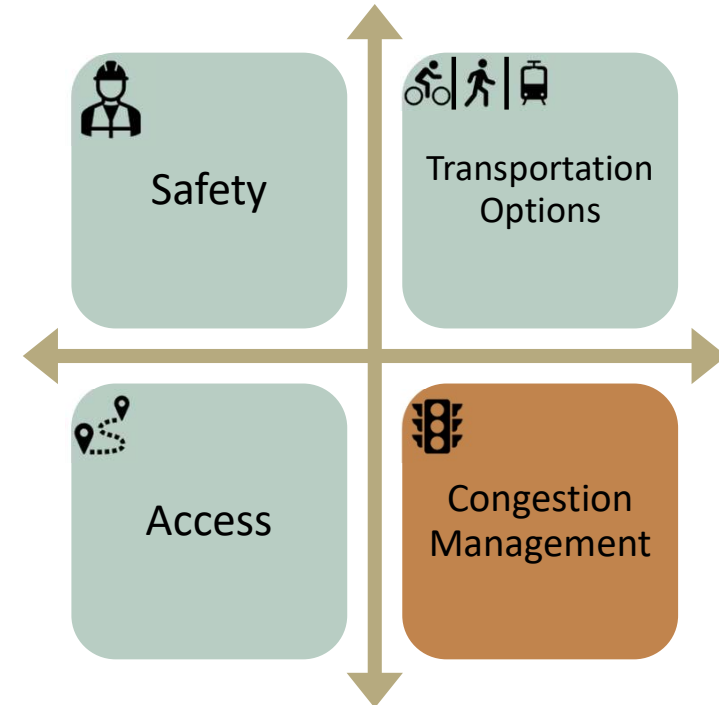 Safety
Transportation
Options
Access
Congestion
Management